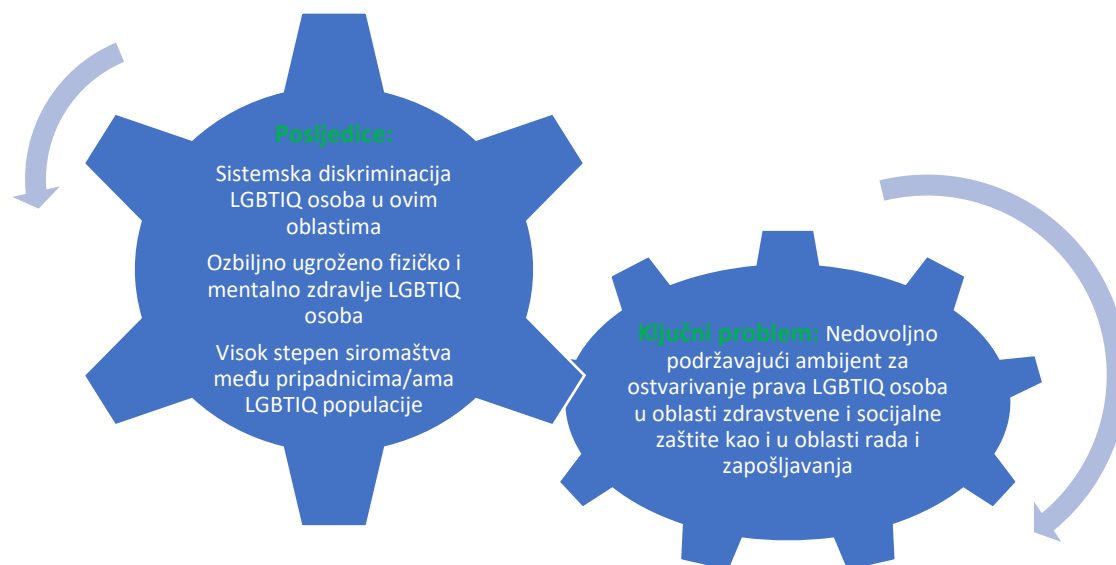 Posljedice:
Sistemska diskriminacija
LGBTIQ osoba u ovim
oblastima
Ozbiljno ugroženo fizičko i
mentalno zdravlje LGBTIQ
osoba
Visok stepen siromaštva
među pripadnicima/ama
LGBTIQ populacije
Ključni problem: Nedovoljno
podržavajući ambijent za
ostvarivanje prava LGBTIQ osoba
u oblasti zdravstvene i socijalne
zaštite kao i u oblasti rada i
zapošljavanja